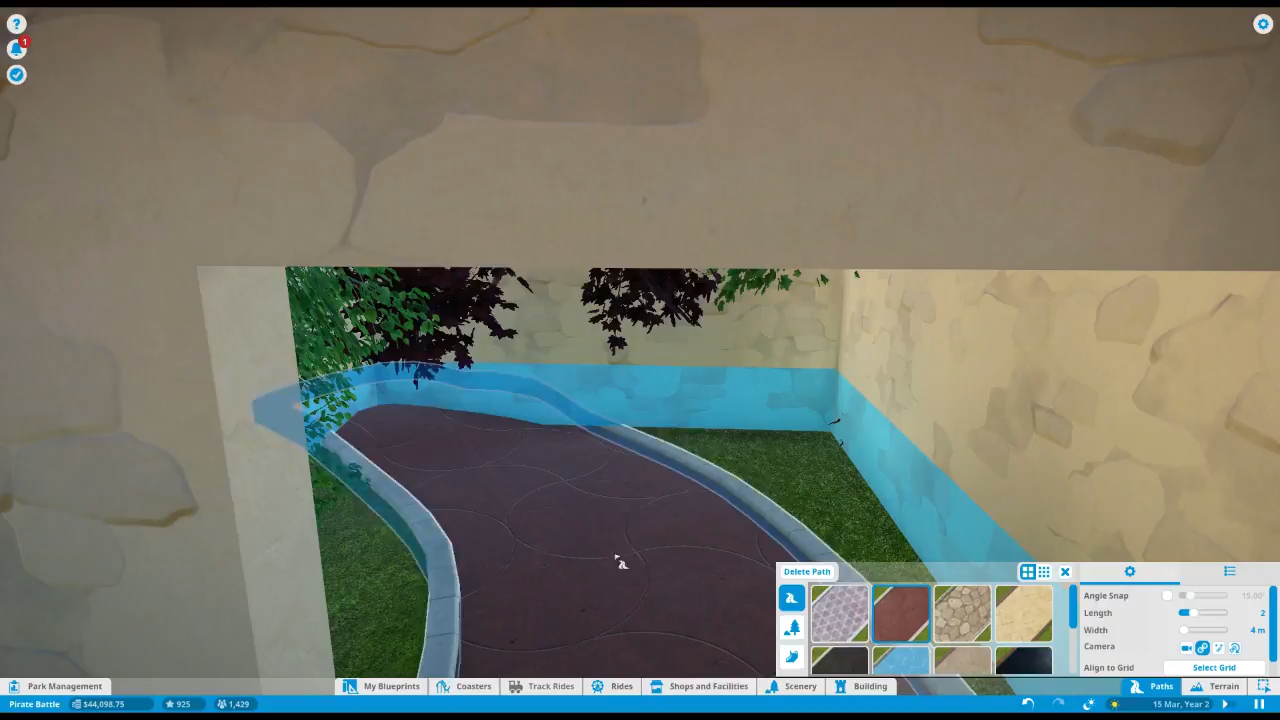 ?
1
Delete Path
Angle Snap 15.00°
Length 2
Width 4 m
Camera
Align to Grid Select Grid
Park Management My Blueprints Coasters Track Rides Rides Shops and Facilities Scenery Building Paths Terrain
Pirate Battle $44,098.75 925 1,429 15 Mar, Year 2